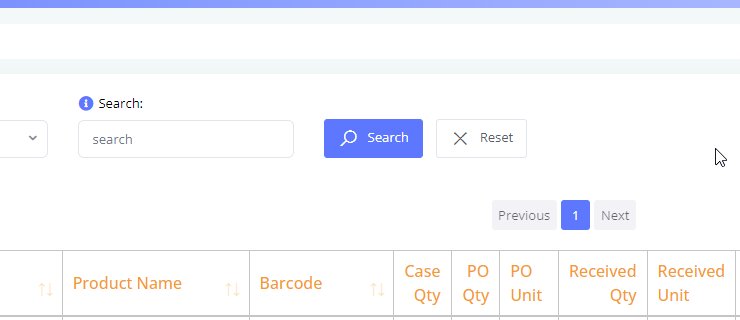 Search:
search
Search
Reset
Previous 1 Next
Product Name
Barcode
Case
Qty
PO
Qty
PO
Unit
Received
Qty
Received
Unit